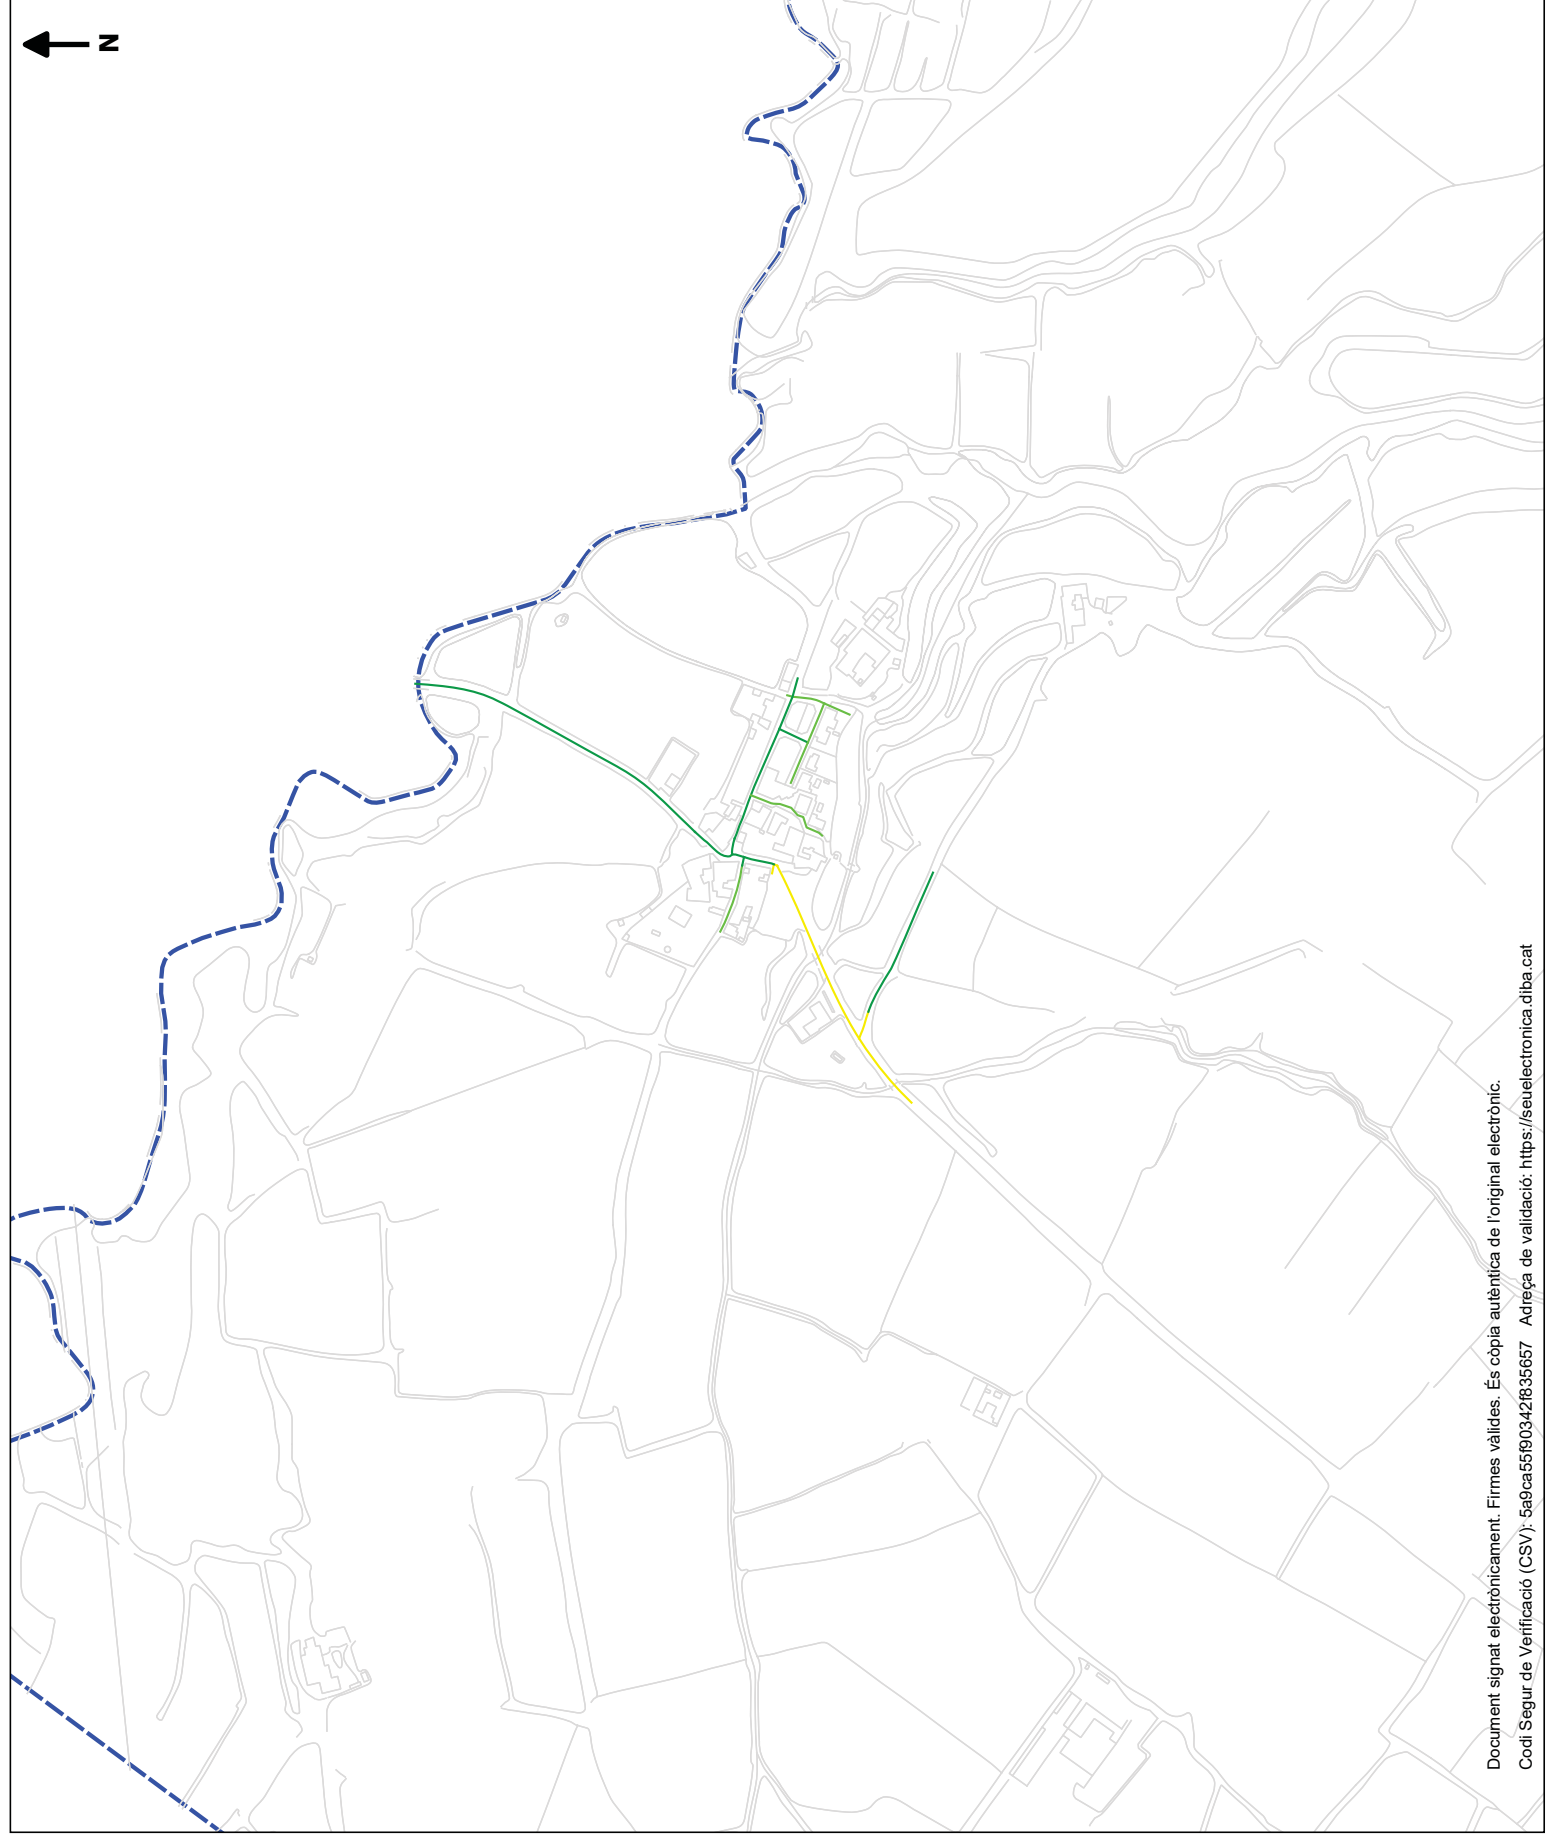 N
Document signat electrònicament. Firmes vàlides. És còpia autèntica de l'original electrònic.
Codi Segur de Verificació (CSV): 5a9ca55f90342f835657 Adreça de validació: https://seuelectronica.diba.cat